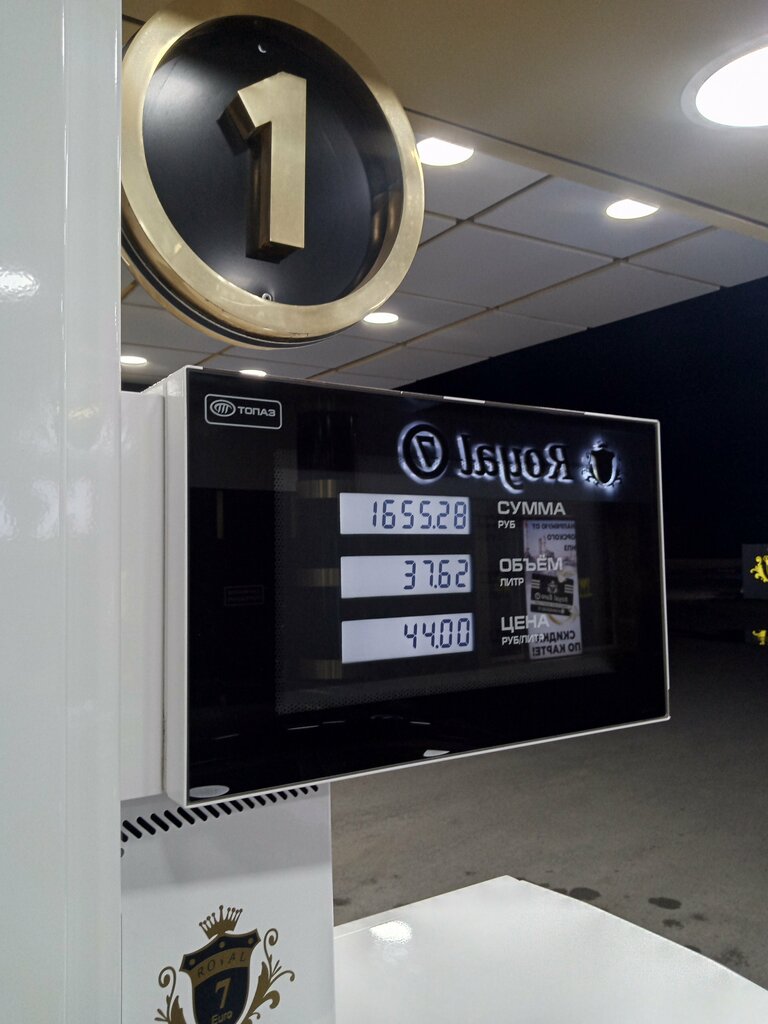 1
ТОПАЗ
Royal 7
1655.28 СУММА
РУБ
37.62 ОБЪЁМ
ЛИТР
44.00 ЦЕНА
РУБ/ЛИТР
СКИДКИ
ПО КАРТЕ!
ROYAL
7
Euro